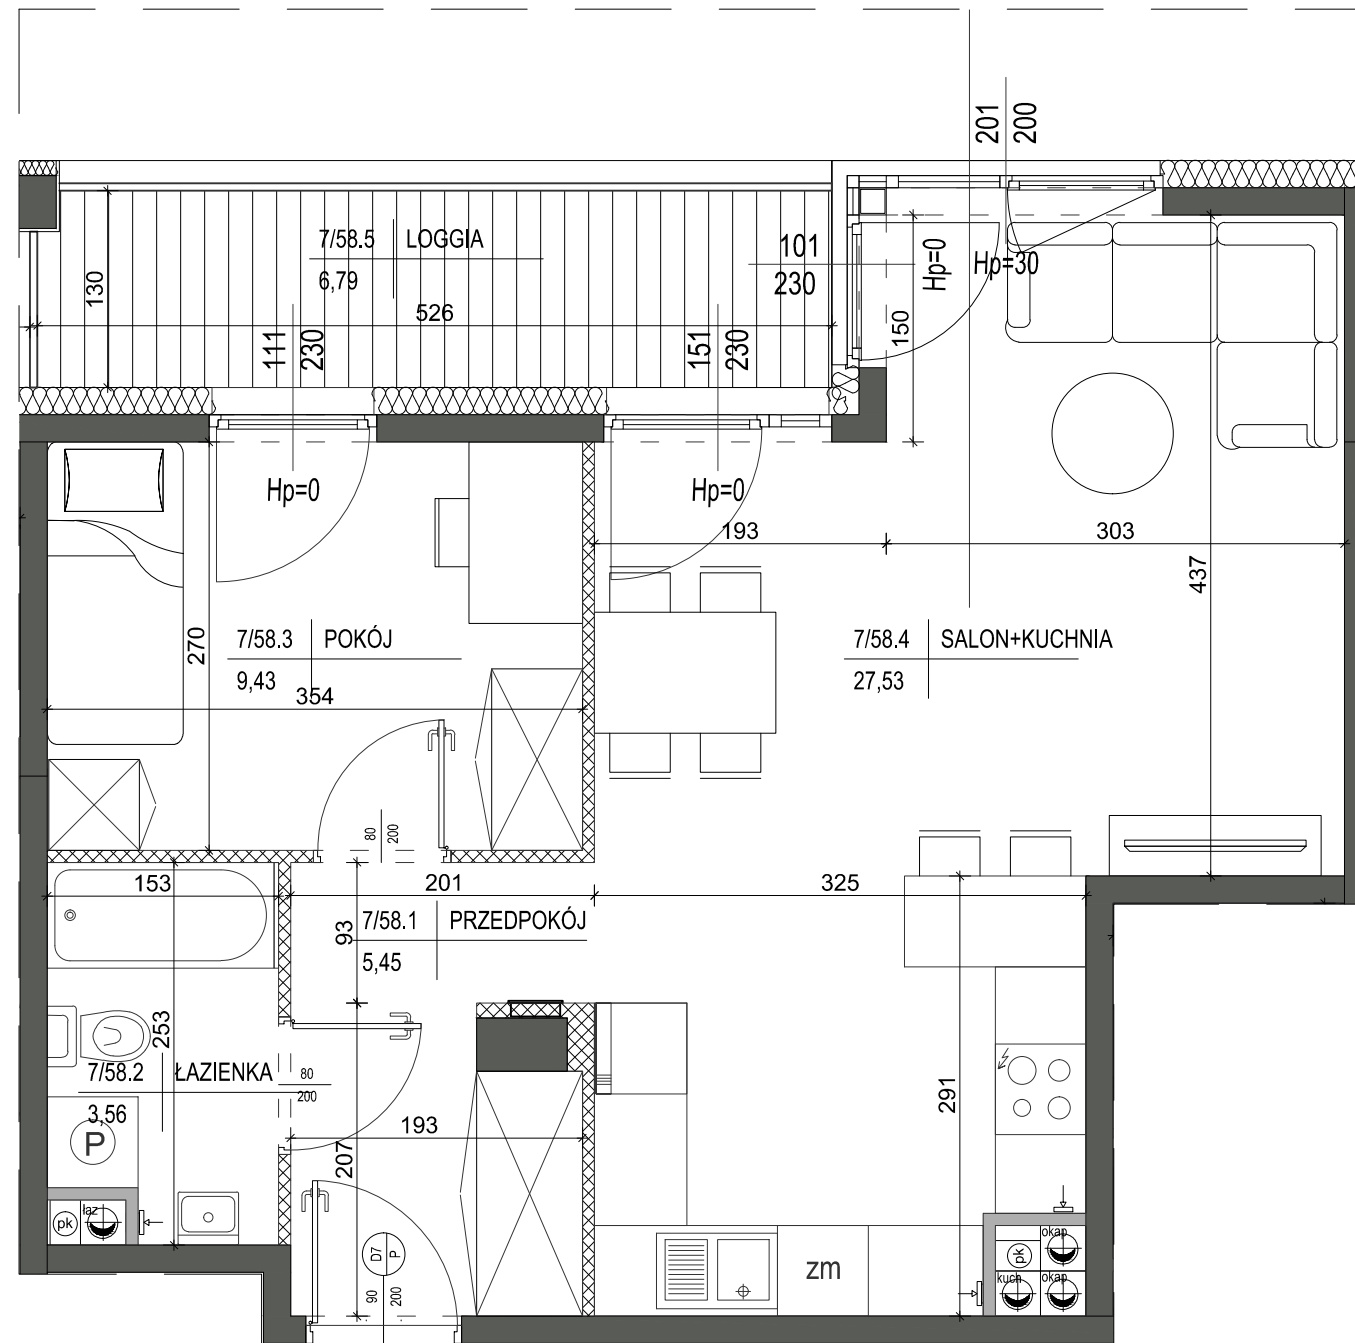 201
200
7/58.5 LOGGIA
6,79
101
230
Hp=0
Hp=30
130
526
150
111
230
151
230
Hp=0
Hp=0
193
303
437
270
7/58.3 POKÓJ
9,43
354
7/58.4 SALON+KUCHNIA
27,53
80
200
153
201
325
93
7/58.1 PRZEDPOKÓJ
5,45
253
7/58.2 ŁAZIENKA
3,56
80
200
P
193
207
291
pk
łaz
D7
P
90
200
zm
okap
pk
kuch
okap